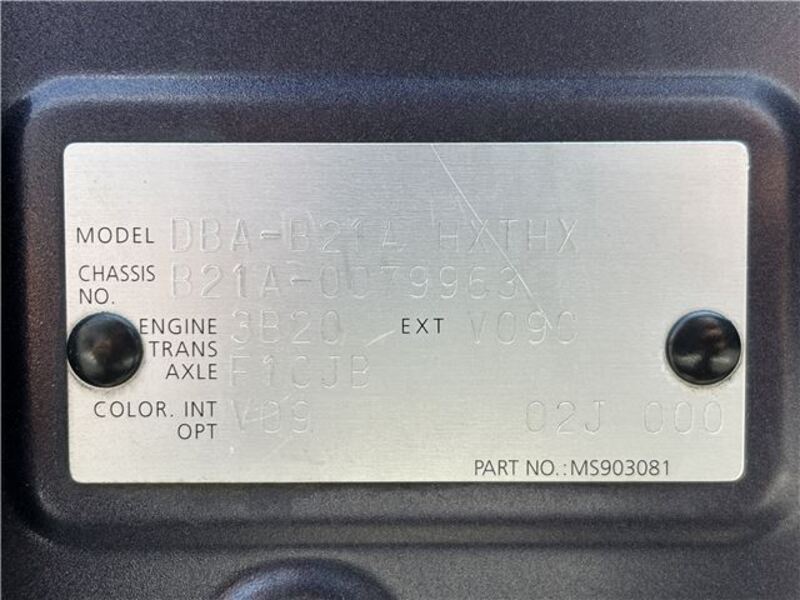 MODEL DBA-B21A HXTHX
CHASSIS NO. B21A-0079963
ENGINE 3B20 EXT V09C
TRANS AXLE F1CJB
COLOR. INT OPT V09 02J 000
PART NO.:MS903081